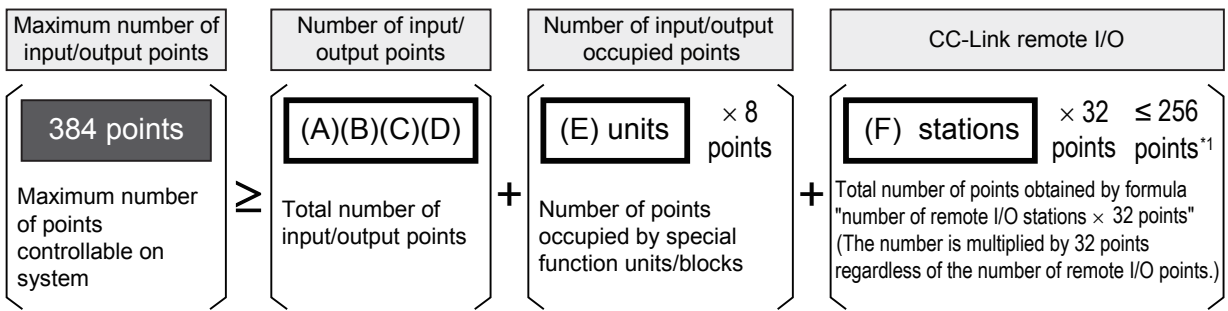 Maximum number of
input/output points
384 points
Maximum number
of points
controllable on
system
≥
Number of input/
output points
(A)(B)(C)(D)
Total number of
input/output points
+
Number of input/output
occupied points
(E) units × 8
points
Number of points
occupied by special
function units/blocks
+
CC-Link remote I/O
(F) stations × 32 ≤ 256
points points*1
Total number of points obtained by formula
"number of remote I/O stations × 32 points"
(The number is multiplied by 32 points
regardless of the number of remote I/O points.)